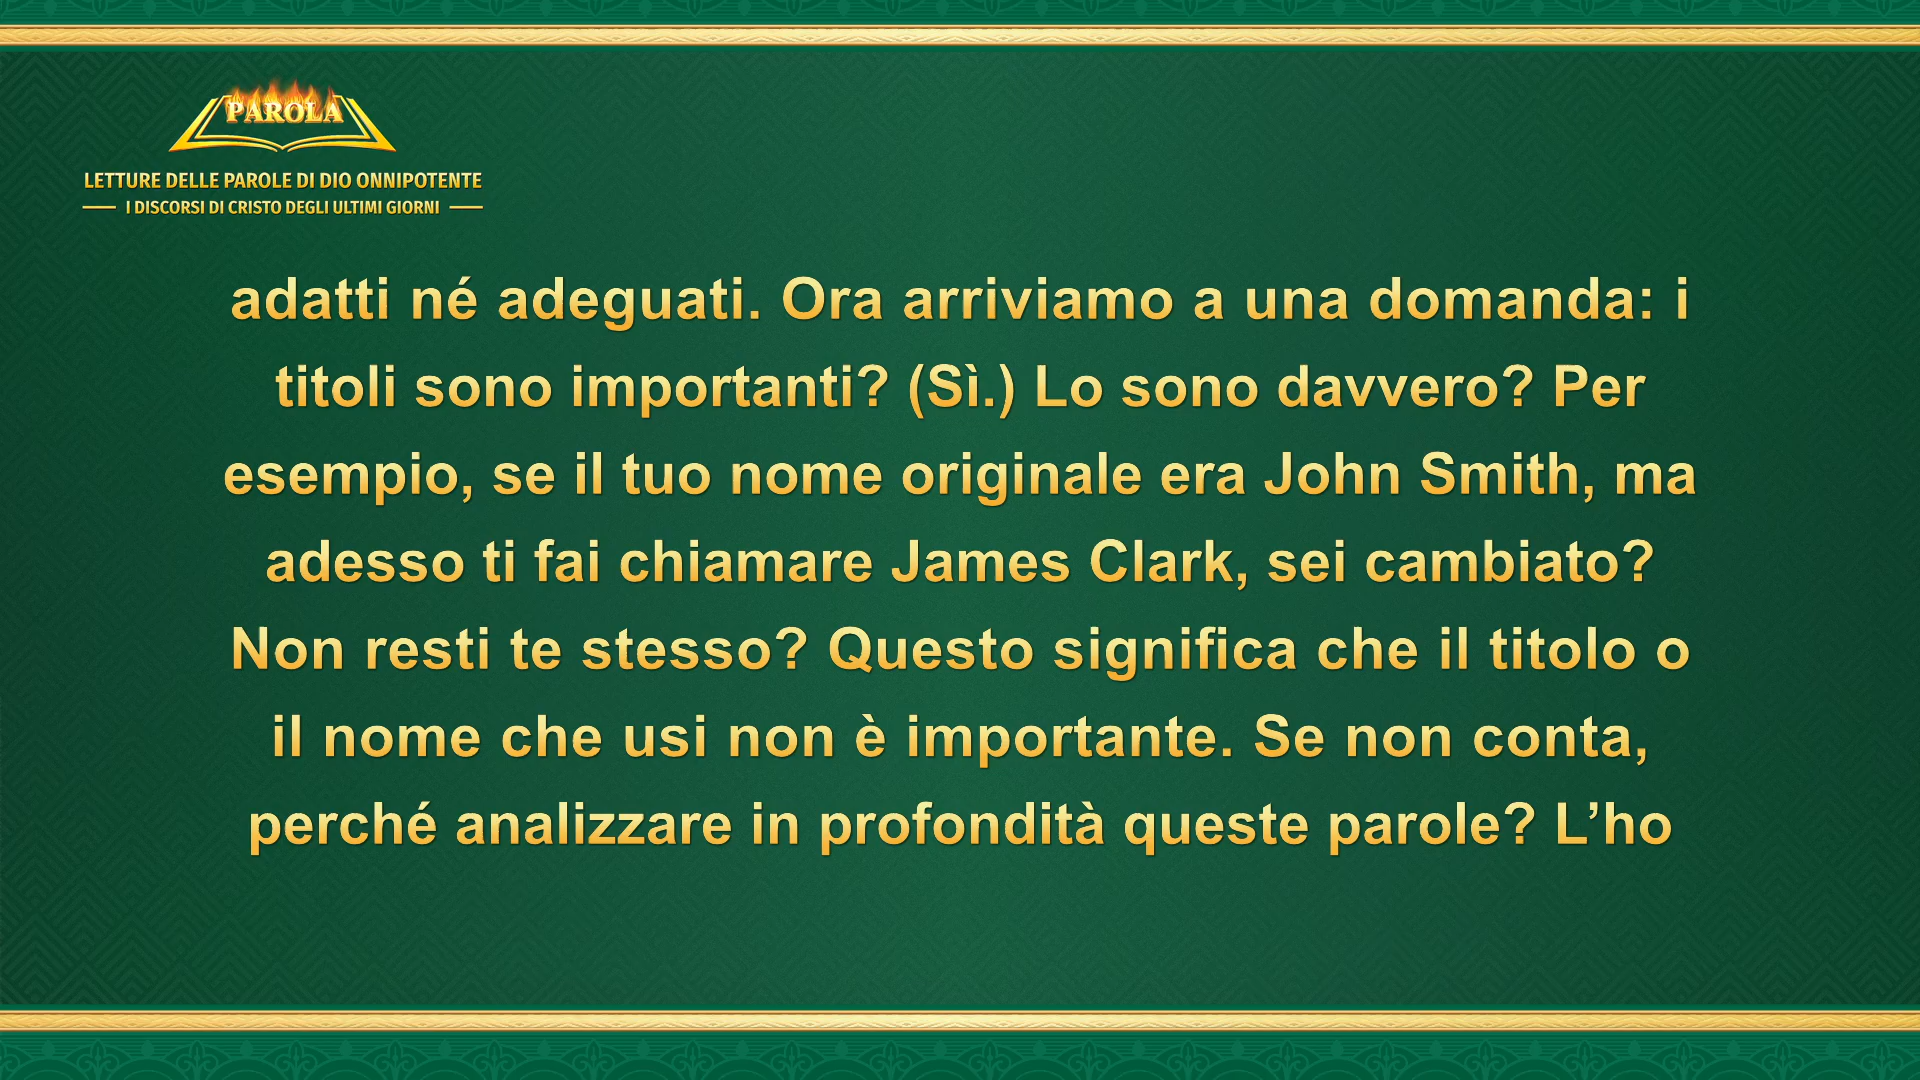 PAROLA
LETTURE DELLE PAROLE DI DIO ONNIPOTENTE
I DISCORSI DI CRISTO DEGLI ULTIMI GIORNI
adatti né adeguati. Ora arriviamo a una domanda: i
titoli sono importanti? (Sì.) Lo sono davvero? Per
esempio, se il tuo nome originale era John Smith, ma
adesso ti fai chiamare James Clark, sei cambiato?
Non resti te stesso? Questo significa che il titolo o
il nome che usi non è importante. Se non conta,
perché analizzare in profondità queste parole? L’ho